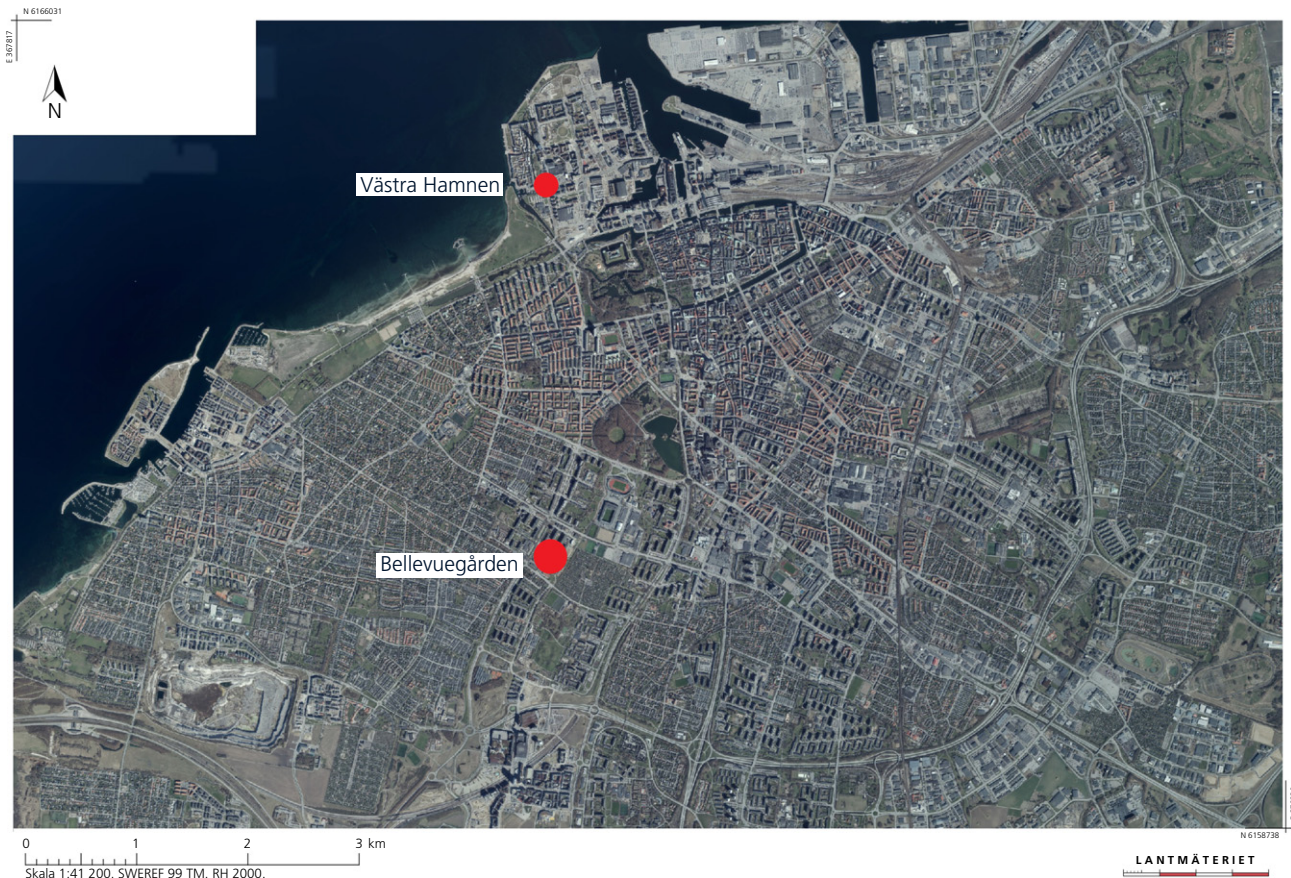 N 6166031
E 367817
N
Västra Hamnen
Bellevuegården
0 1 2 3 km
Skala 1:41 200, SWEREF 99 TM, RH 2000.
N 6158738
LANTMÄTERIET